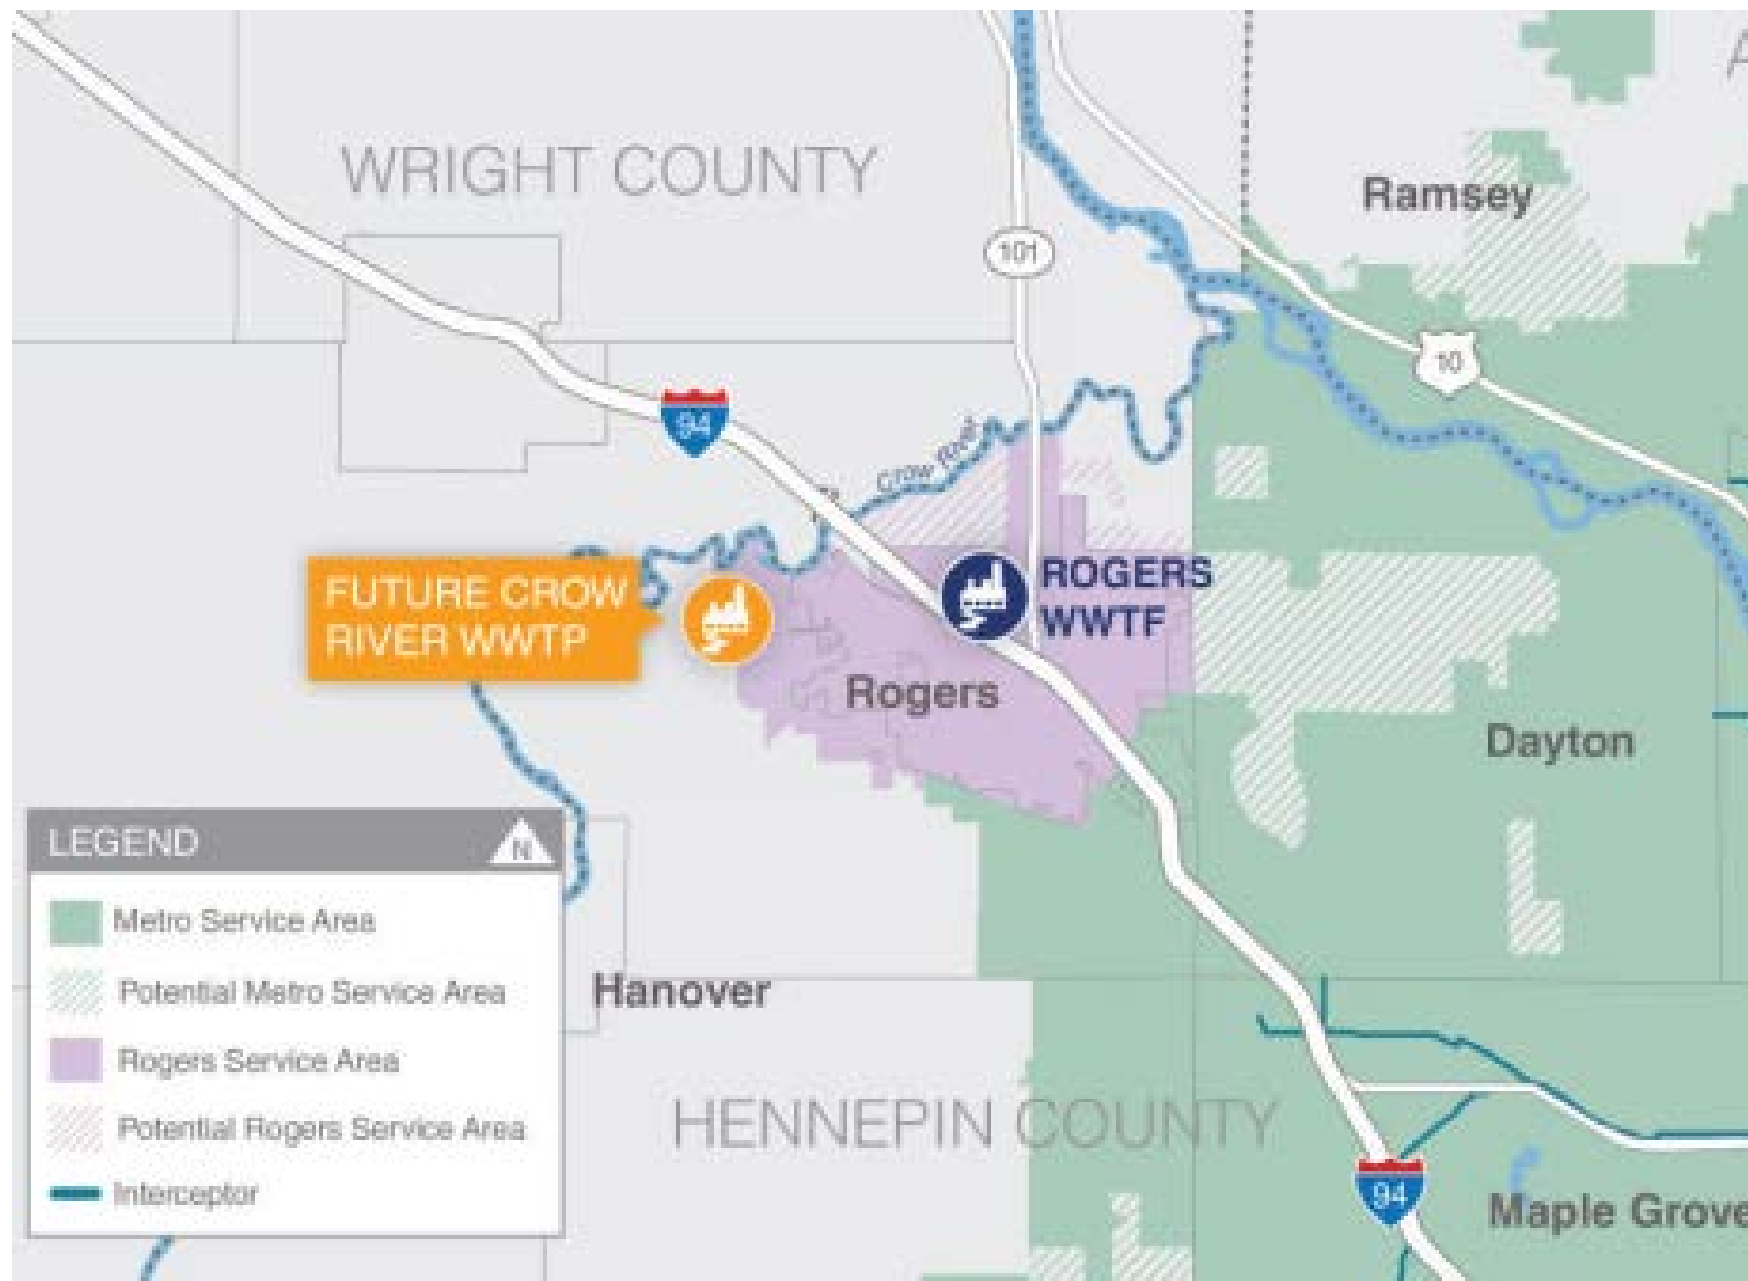 WRIGHT COUNTY
Ramsey
101
10
94
Crow River
FUTURE CROW
RIVER WWTP
ROGERS
WWTF
Rogers
Dayton
LEGEND
N
Metro Service Area
Potential Metro Service Area
Rogers Service Area
Potential Rogers Service Area
Interceptor
Hanover
HENNEPIN COUNTY
94
Maple Grove